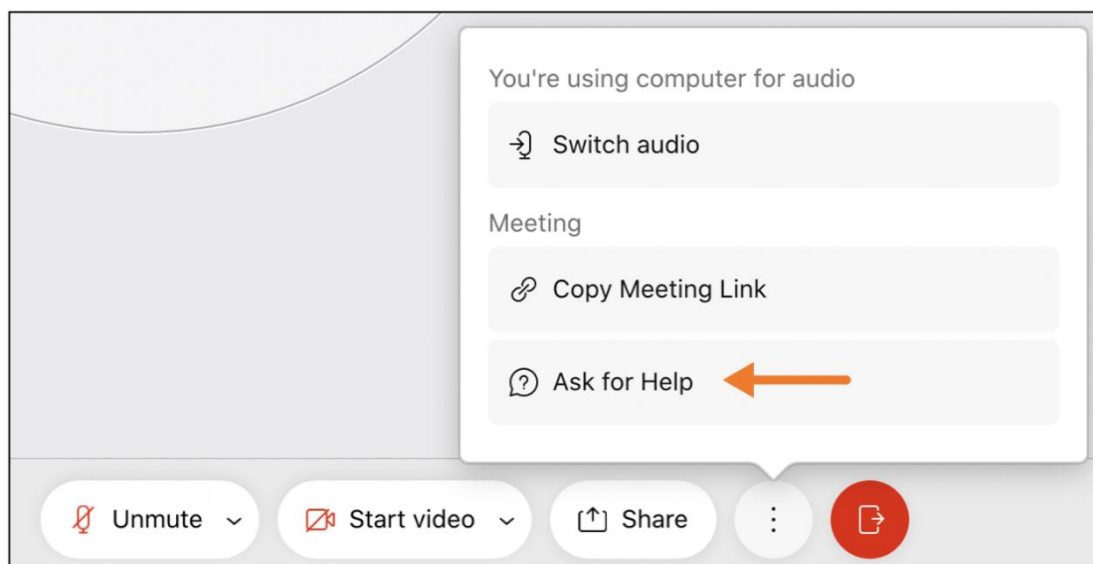 You're using computer for audio
Switch audio
Meeting
Copy Meeting Link
Ask for Help
Unmute
Start video
Share